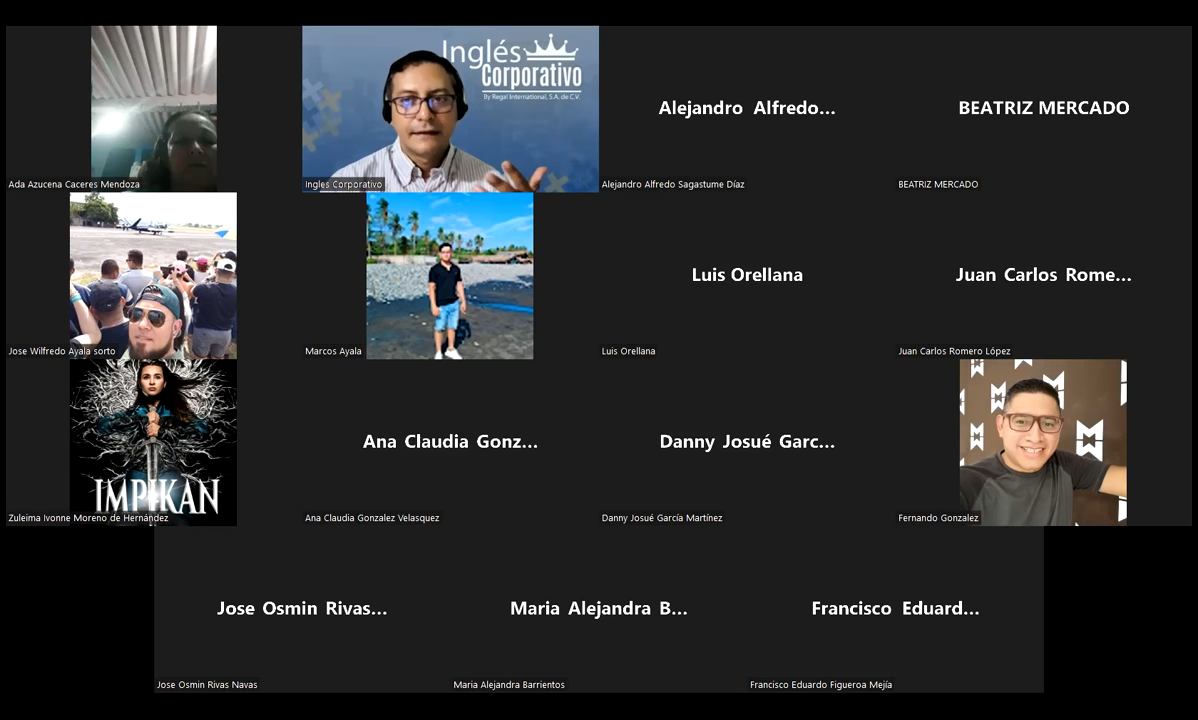 Inglés
Corporativo
By Regal International, S.A. de C.V.
Alejandro Alfredo...
BEATRIZ MERCADO
Ada Azucena Caceres Mendoza
Ingles Corporativo
Alejandro Alfredo Sagastume Díaz
BEATRIZ MERCADO
Luis Orellana
Juan Carlos Rome...
Jose Wilfredo Ayala sorto
Marcos Ayala
Luis Orellana
Juan Carlos Romero López
IMPIKAN
Ana Claudia Gonz...
Danny Josué Garc...
Zuleima Ivonne Moreno de Hernández
Ana Claudia Gonzalez Velasquez
Danny Josué García Martínez
Fernando Gonzalez
Jose Osmin Rivas...
Maria Alejandra B...
Francisco Eduard...
Jose Osmin Rivas Navas
Maria Alejandra Barrientos
Francisco Eduardo Figueroa Mejía